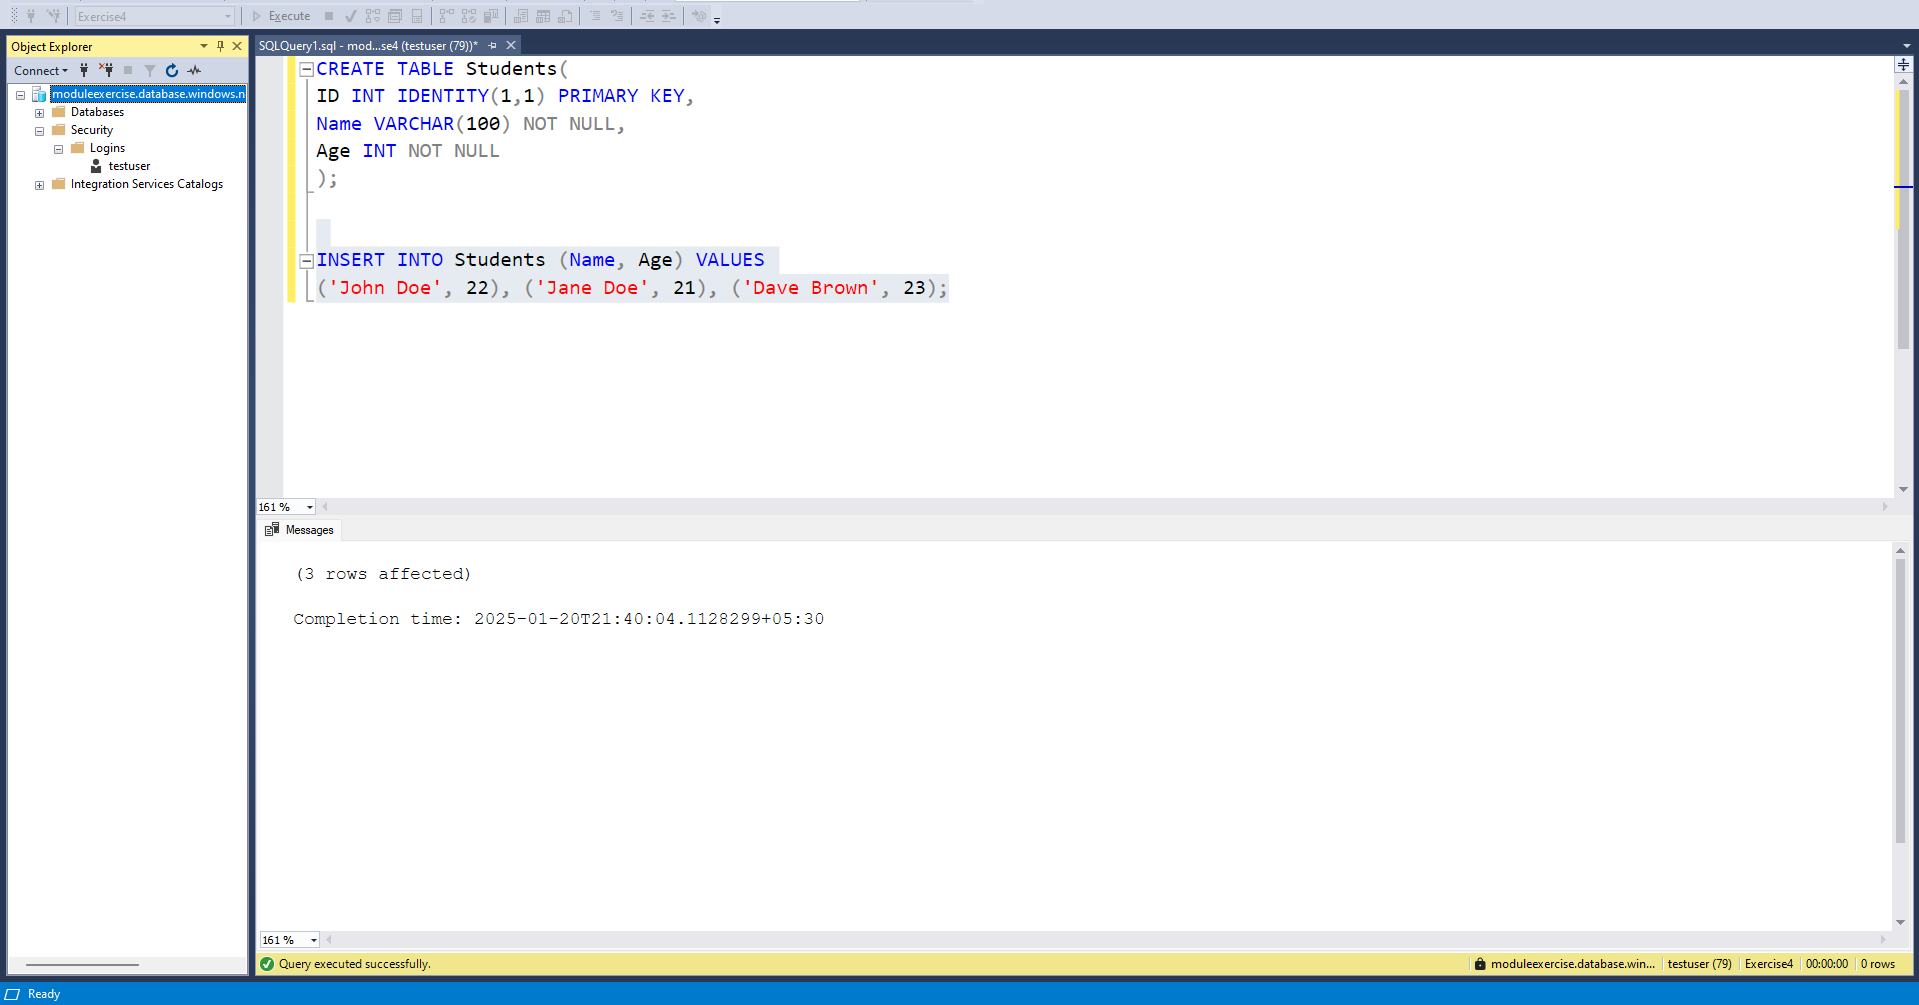 Exercise4
Execute
Object Explorer
SQLQuery1.sql - mod...se4 (testuser (79))*
Connect
moduleexercise.database.windows.n
Databases
Security
Logins
testuser
Integration Services Catalogs
CREATE TABLE Students(
ID INT IDENTITY(1,1) PRIMARY KEY,
Name VARCHAR(100) NOT NULL,
Age INT NOT NULL
);
INSERT INTO Students (Name, Age) VALUES
('John Doe', 22), ('Jane Doe', 21), ('Dave Brown', 23);
161 %
Messages
(3 rows affected)
Completion time: 2025-01-20T21:40:04.1128299+05:30
161 %
Query executed successfully.
moduleexercise.database.win... testuser (79) Exercise4 00:00:00 0 rows
Ready